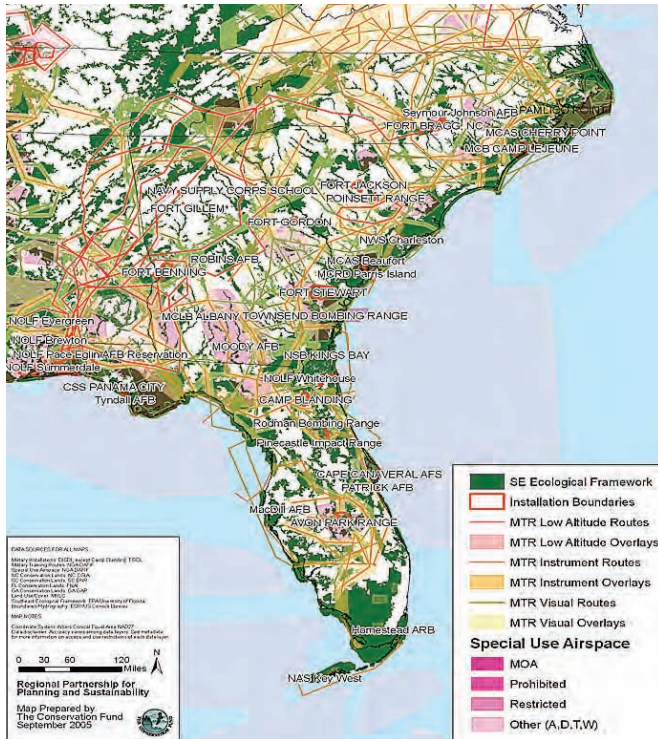 Seymour Johnson AFB
PAMLICO POINT
FORT BRAGG, NC
MCAS CHERRY POINT
MCB CAMP LEJEUNE
NAVY SUPPLY CORPS SCHOOL
FORT JACKSON
FORT GILLEM
POINSETT RANGE
FORT GORDON
NWS Charleston
ROBINS AFB
MCAS Beaufort
FORT BENNING
MCRD Parris Island
FORT STEWART
NOLF Evergreen
MCLB ALBANY
TOWNSEND BOMBING RANGE
NOLF Brewton
MOODY AFB
NOLF Pace
Eglin AFB Reservation
NSB KINGS BAY
NOLF Summerdale
NOLF Whitehouse
CSS PANAMA CITY
Tyndall AFB
CAMP BLANDING
Rodman Bombing Range
Pinecastle Impact Range
CAPE CANAVERAL AFS
PATRICK AFB
MacDill AFB
AVON PARK RANGE
Homestead ARB
NAS Key West
SE Ecological Framework
Installation Boundaries
MTR Low Altitude Routes
MTR Low Altitude Overlays
MTR Instrument Routes
MTR Instrument Overlays
MTR Visual Routes
MTR Visual Overlays
Special Use Airspace
MOA
Prohibited
Restricted
Other (A,D,T,W)
DATA SOURCES FOR ALL MAPS
MAP NOTES
0 30 60 120
Miles
Regional Partnership for
Planning and Sustainability
Map Prepared by
The Conservation Fund
September 2005